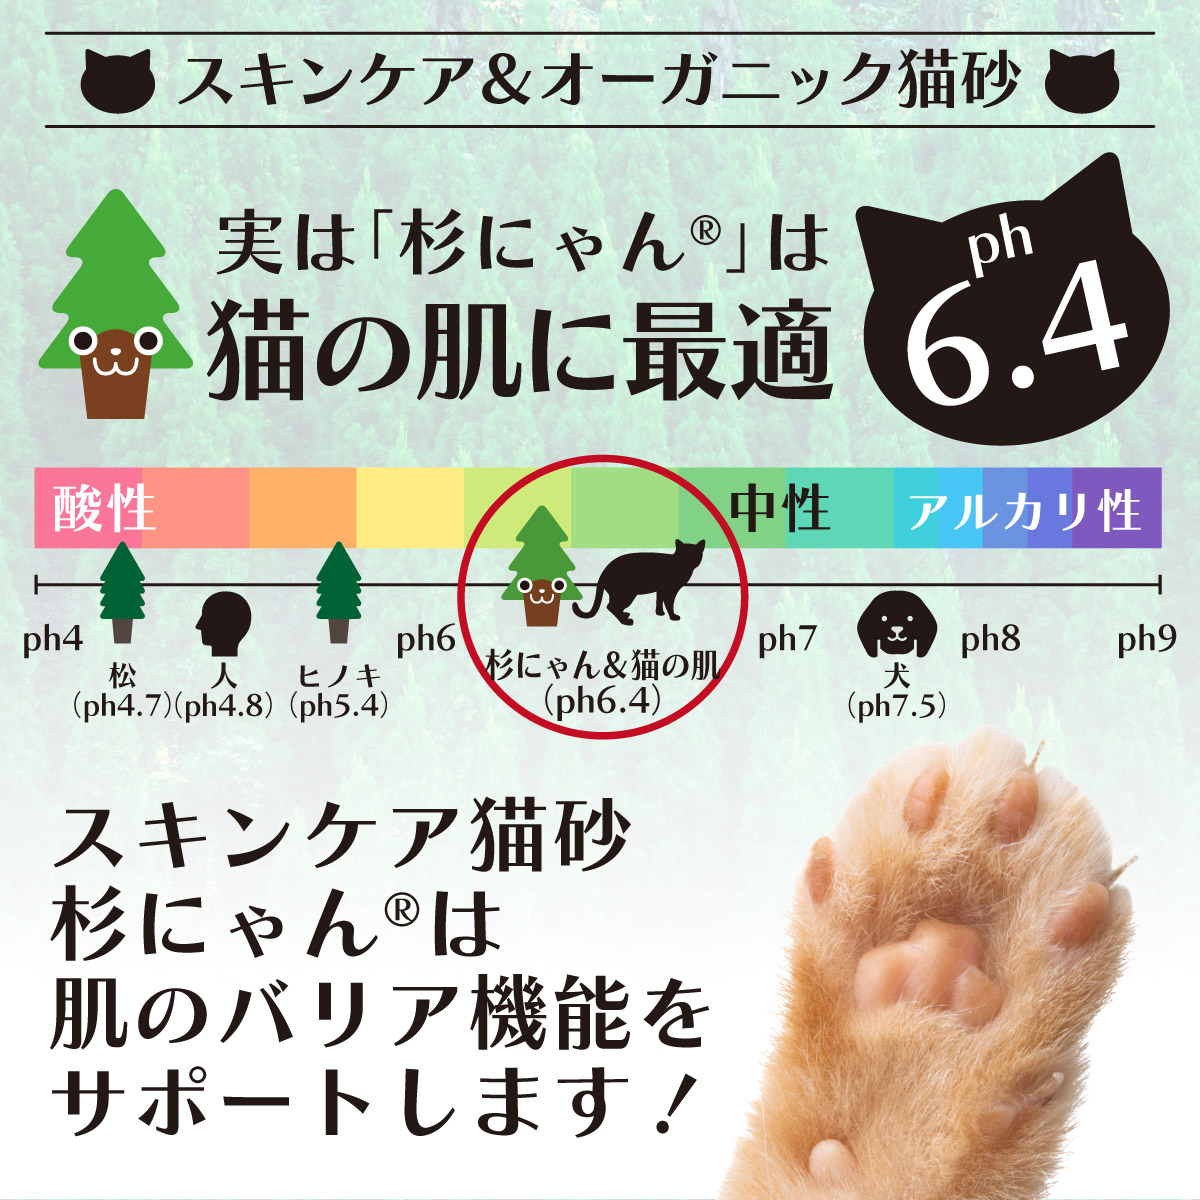 スキンケア&オーガニック猫砂
実は「杉にゃん®」は
猫の肌に最適
ph
6.4
酸性
中性
アルカリ性
ph4
ph6
ph7
ph8
ph9
松
(ph4.7)
人
(ph4.8)
ヒノキ
(ph5.4)
杉にゃん&猫の肌
(ph6.4)
犬
(ph7.5)
スキンケア猫砂
杉にゃん®は
肌のバリア機能を
サポートします!